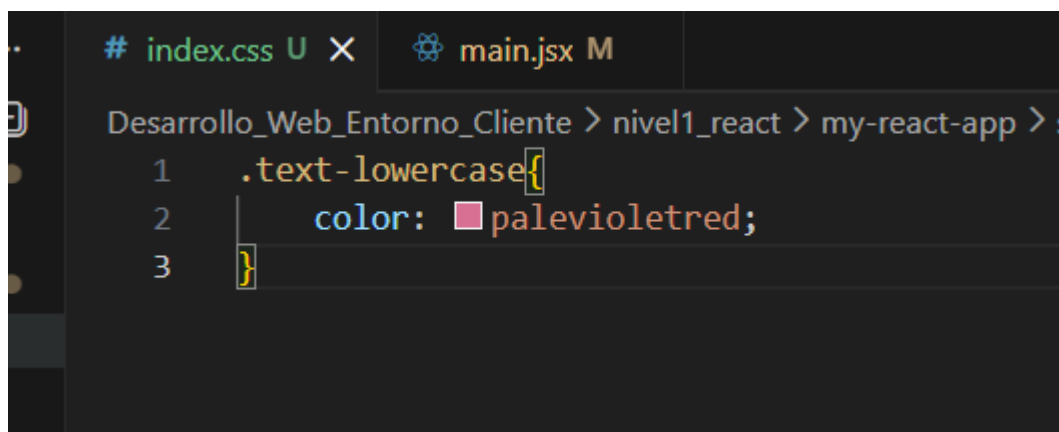 # index.css U X main.jsx M
Desarrollo_Web_Entorno_Cliente > nivel1_react > my-react-app >
1 .text-lowercase{
2 color: palevioletred;
3 }